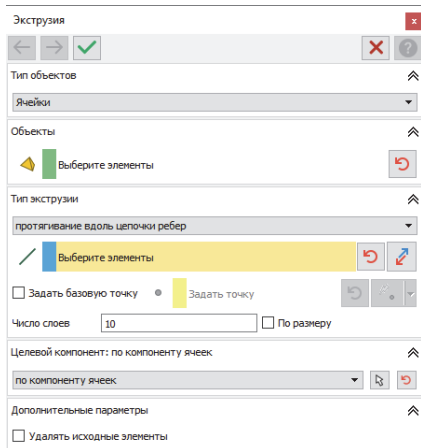 Экструзия
Тип объектов
Ячейки
Объекты
Выберите элементы
Тип экструзии
протягивание вдоль цепочки ребер
Выберите элементы
Задать базовую точку Задать точку
Число слоев 10 По размеру
Целевой компонент: по компоненту ячеек
по компоненту ячеек
Дополнительные параметры
Удалять исходные элементы